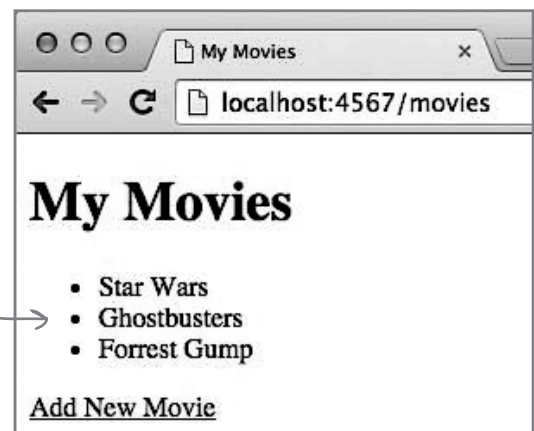 My Movies
localhost:4567/movies
My Movies
• Star Wars
• Ghostbusters
• Forrest Gump
Add New Movie